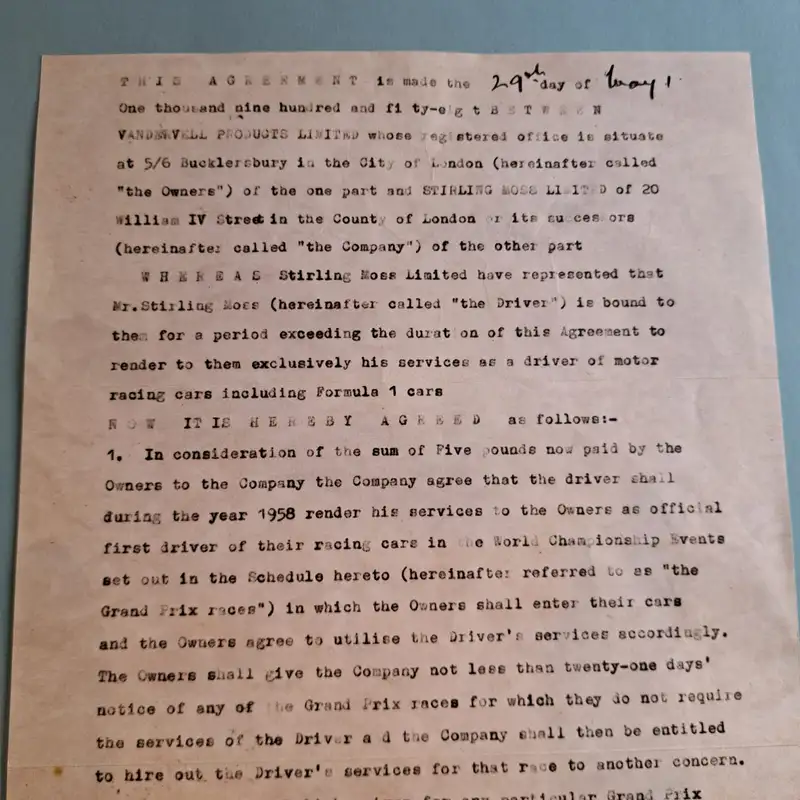 THIS AGREEMENT is made the 29th day of May
One thousand nine hundred and fifty-eight BETWEEN
VANDERVELL PRODUCTS LIMITED whose registered office is situate
at 5/6 Bucklersbury in the City of London (hereinafter called
"the Owners") of the one part and STIRLING MOSS LIMITED of 20
William IV Street in the County of London or its successors
(hereinafter called "the Company") of the other part
WHEREAS Stirling Moss Limited have represented that
Mr.Stirling Moss (hereinafter called "the Driver") is bound to
them for a period exceeding the duration of this Agreement to
render to them exclusively his services as a driver of motor
racing cars including Formula 1 cars
NOW IT IS HEREBY AGREED as follows:-
1. In consideration of the sum of Five pounds now paid by the
Owners to the Company the Company agree that the driver shall
during the year 1958 render his services to the Owners as official
first driver of their racing cars in the World Championship Events
set out in the Schedule hereto (hereinafter referred to as "the
Grand Prix races") in which the Owners shall enter their cars
and the Owners agree to utilise the Driver's services accordingly.
The Owners shall give the Company not less than twenty-one days'
notice of any of the Grand Prix races for which they do not require
the services of the Driver and the Company shall then be entitled
to hire out the Driver's services for that race to another concern.
for any particular Grand Prix